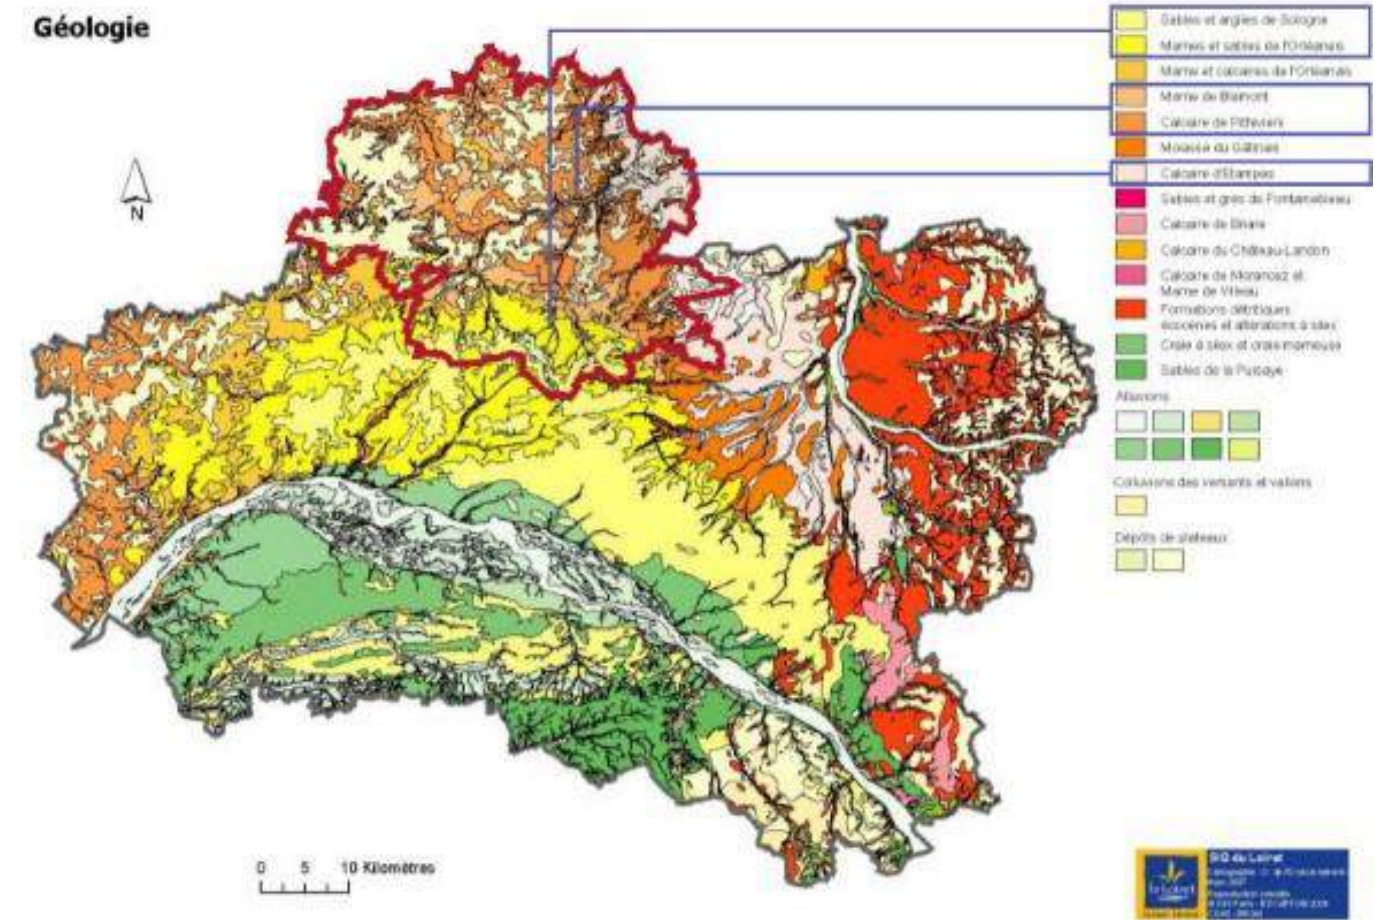 Géologie
Sables et argiles de Sologne
Marnes et sables de l'Orléanais
Marne et calcaires de l'Orléanais
Marne de Blamont
Calcaire de Pithiviers
Molasse du Gâtinais
Calcaire d'Etampes
Sables et grès de Fontainebleau
Calcaire de Briare
Calcaire du Château-Landon
Calcaire de Morancez et
Marne de Villeau
Formations détritiques
éocènes et altérations à silex
Craie à silex et craie marneuse
Sables de la Puisaye
Alluvions
Colluvions des versants et vallons
Dépôts de plateaux
N
0 5 10 Kilomètres
SIG du Loiret
Loiret